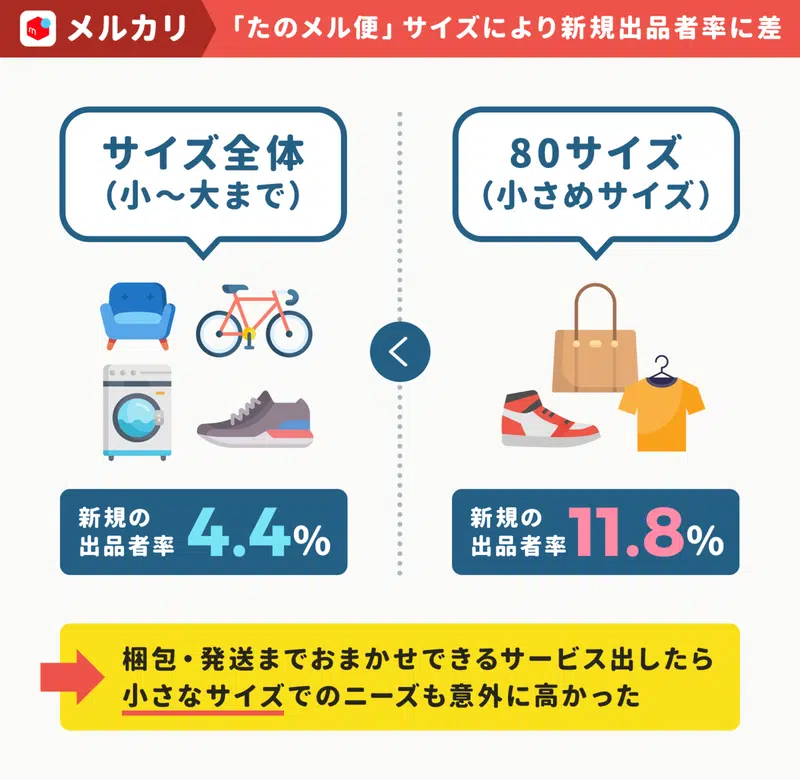 メルカリ
「たのメル便」サイズにより新規出品者率に差
サイズ全体
（小〜大まで）
80サイズ
（小さめサイズ）
新規の
出品者率 4.4%
新規の
出品者率 11.8%
梱包・発送までおまかせできるサービス出したら
小さなサイズでのニーズも意外に高かった